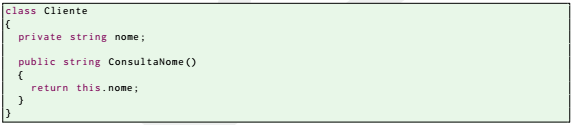 class Cliente
{
  private string nome;

  public string ConsultaNome()
  {
    return this.nome;
  }
}